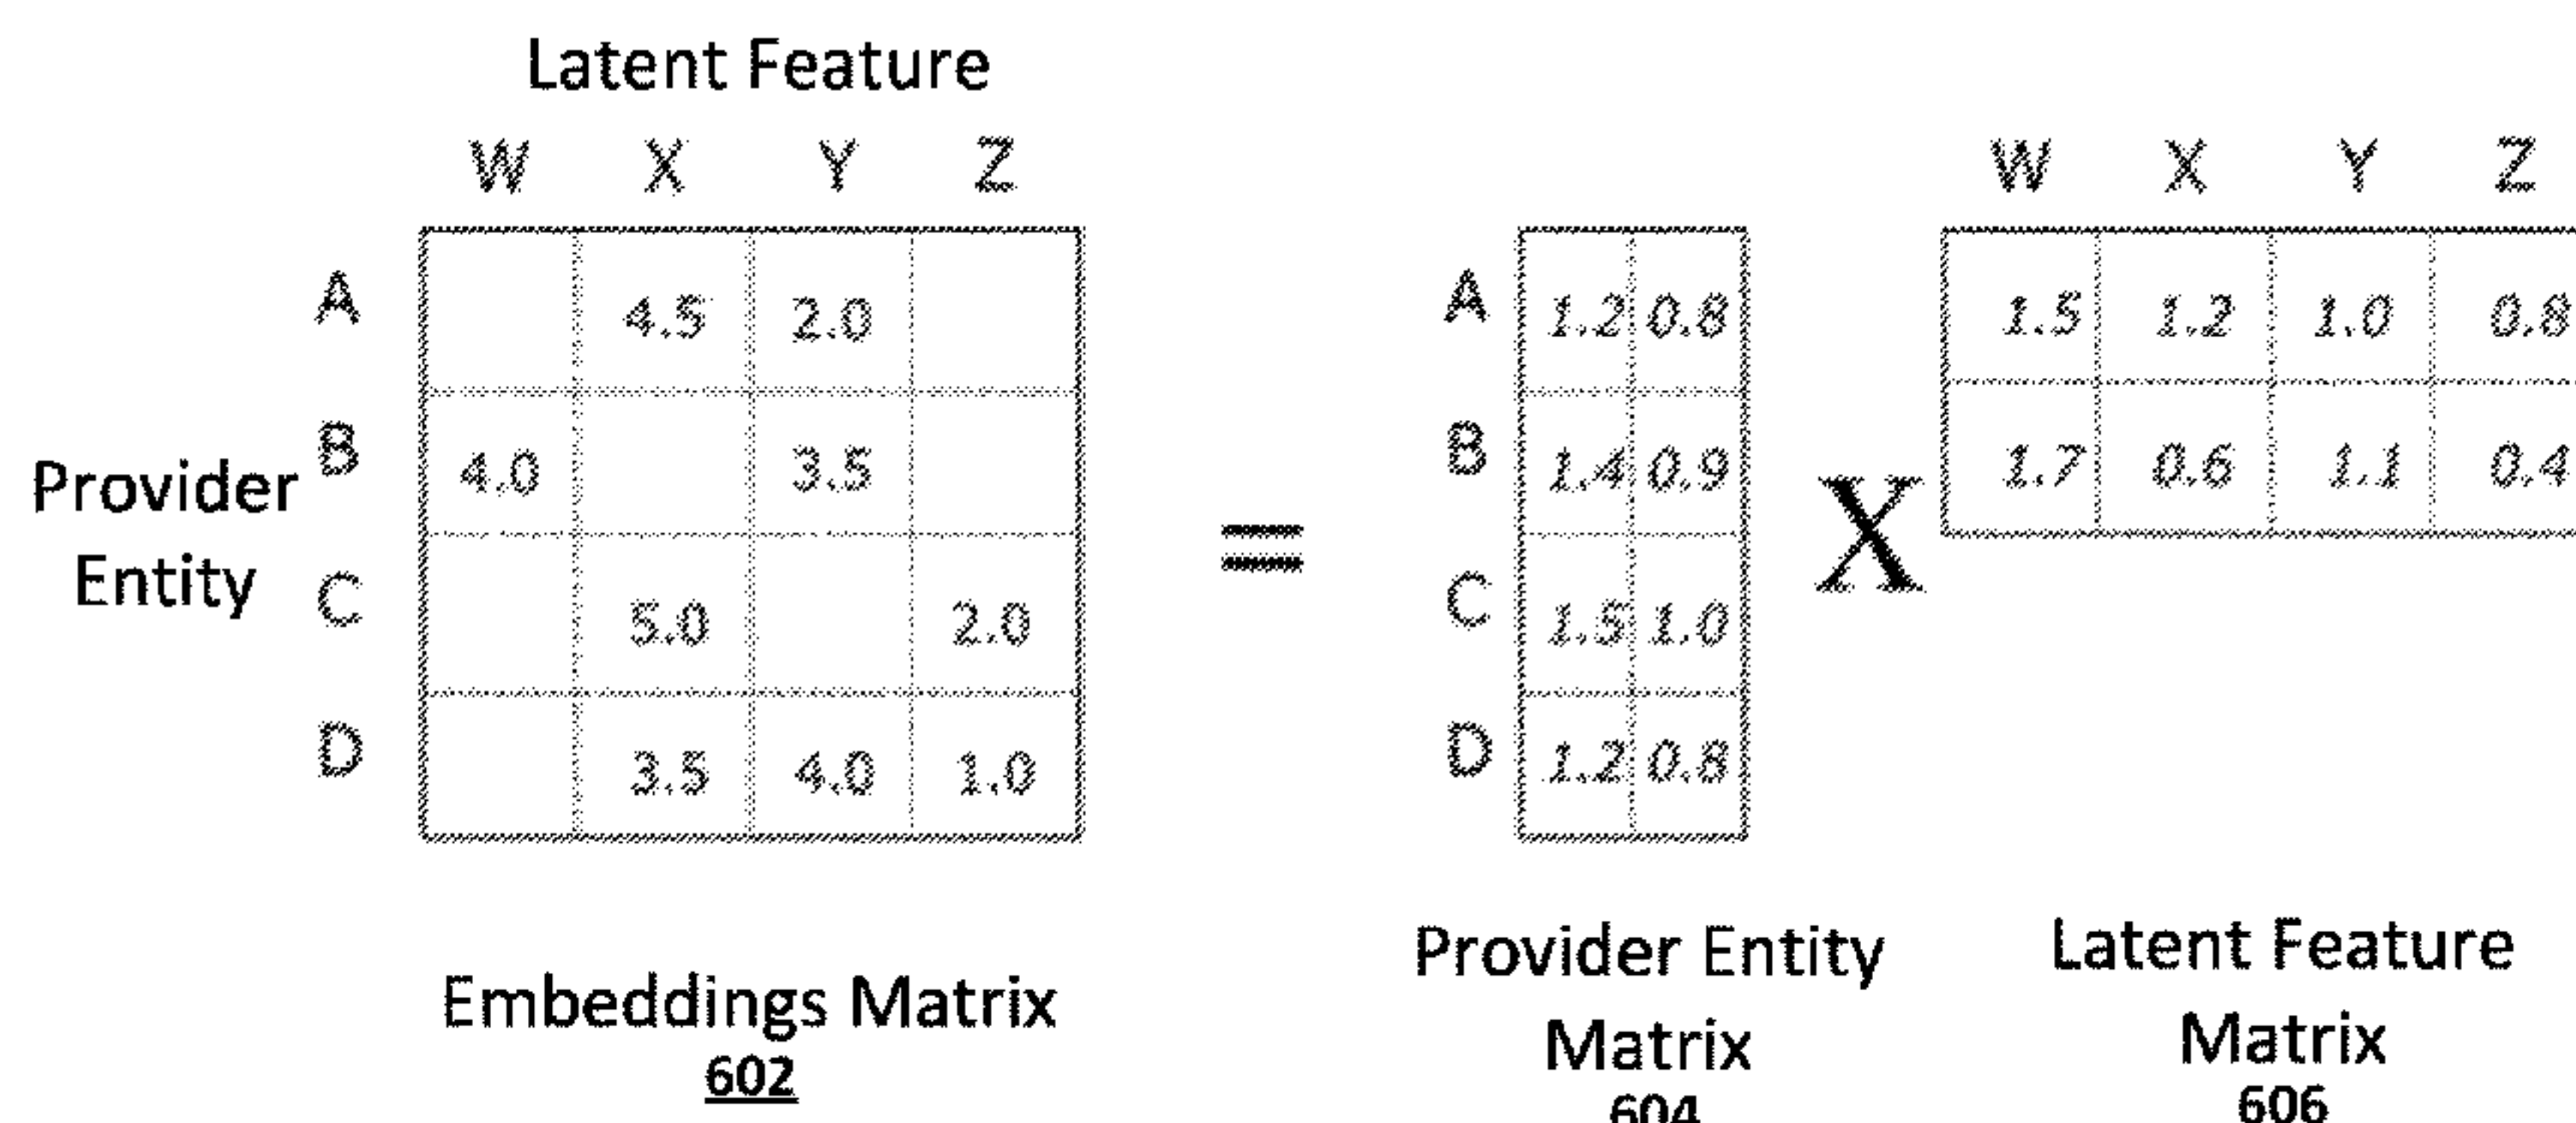 Latent Feature
W X Y Z W X Y Z
A 4.5 2.0 A 1.2 0.8 1.5 1.2 1.0 0.8
Provider
Entity
B 4.0 3.5 = B 1.4 0.9 X 1.7 0.6 1.1 0.4
C 5.0 2.0 C 1.5 1.0
D 3.5 4.0 1.0 D 1.2 0.8
Embeddings Matrix
602
Provider Entity
Matrix
604
Latent Feature
Matrix
606